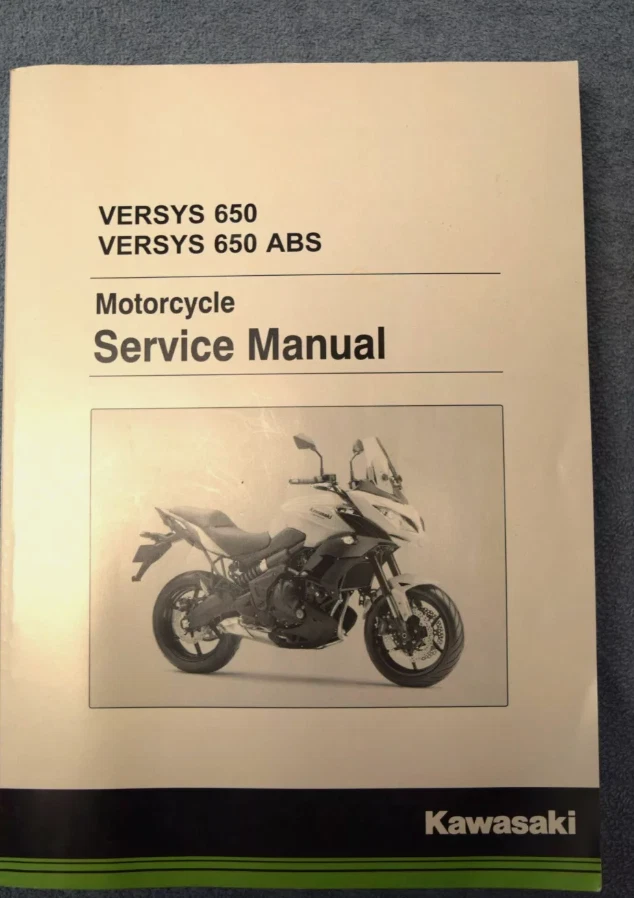 VERSYS 650
VERSYS 650 ABS
Motorcycle
Service Manual
Kawasaki